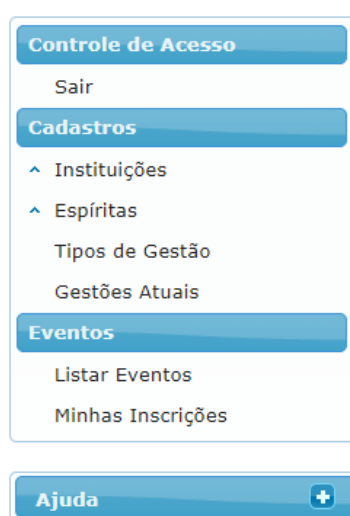 Controle de Acesso
Sair
Cadastros
Instituições
Espíritas
Tipos de Gestão
Gestões Atuais
Eventos
Listar Eventos
Minhas Inscrições
Ajuda